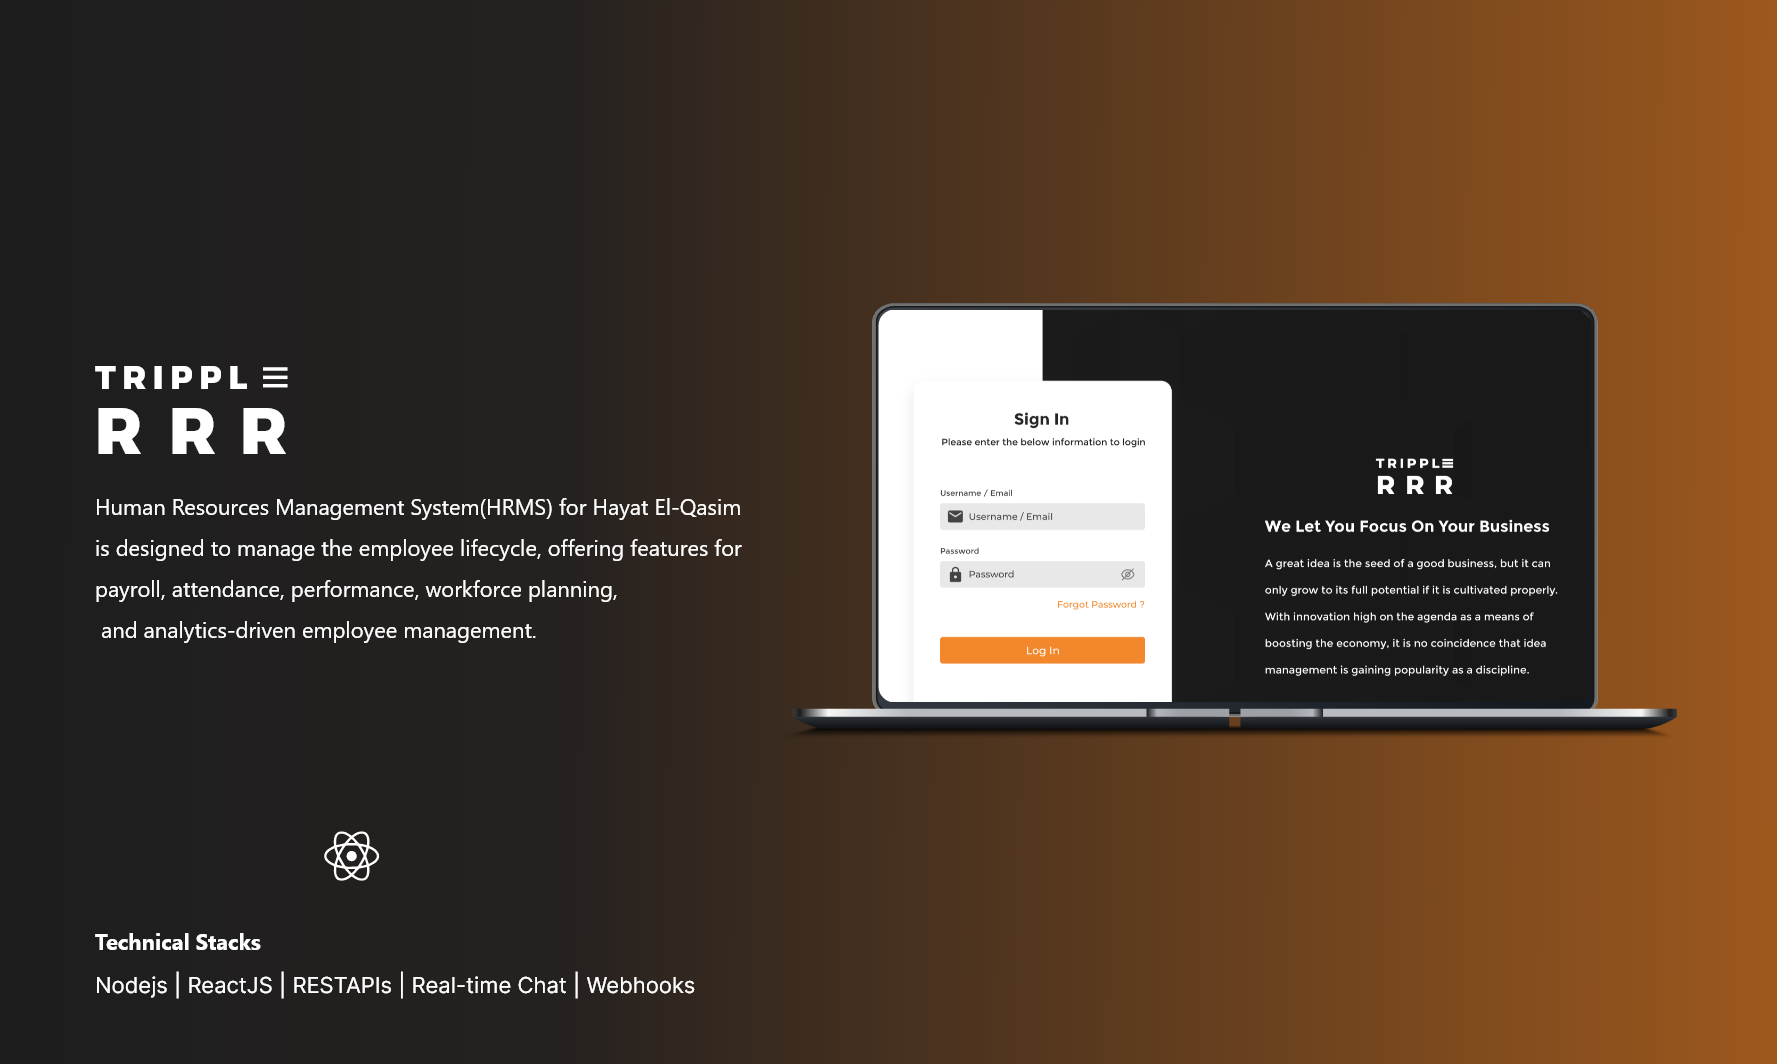 TRIPPLE
RRR
Human Resources Management System(HRMS) for Hayat El-Qasim
is designed to manage the employee lifecycle, offering features for
payroll, attendance, performance, workforce planning,
and analytics-driven employee management.
Technical Stacks
Nodejs | ReactJS | RESTAPIs | Real-time Chat | Webhooks
Sign In
Please enter the below information to login
Username / Email
Username / Email
Password
Password
Forgot Password ?
Log In
TRIPPLE
RRR
We Let You Focus On Your Business
A great idea is the seed of a good business, but it can
only grow to its full potential if it is cultivated properly.
With innovation high on the agenda as a means of
boosting the economy, it is no coincidence that idea
management is gaining popularity as a discipline.